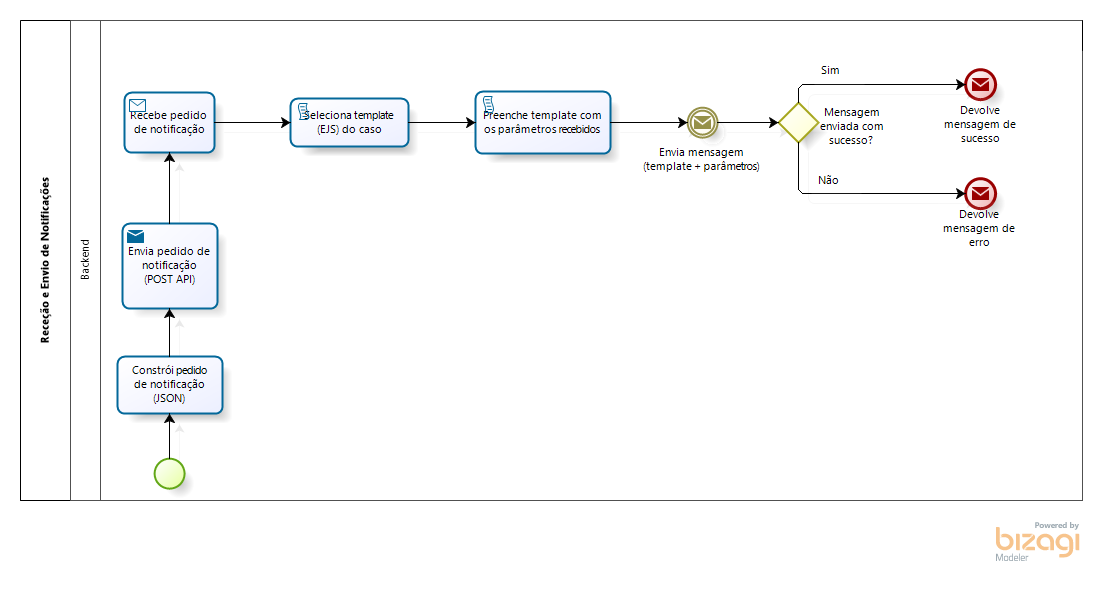 Receção e Envio de Notificações
Backend
Recebe pedido
de notificação
Seleciona template
(EJS) do caso
Preenche template com
os parâmetros recebidos
Envia mensagem
(template + parâmetros)
Mensagem
enviada com
sucesso?
Sim
Devolve
mensagem de
sucesso
Não
Devolve
mensagem de
erro
Envia pedido de
notificação
(POST API)
Constrói pedido
de notificação
(JSON)
Powered by
bizagi
Modeler